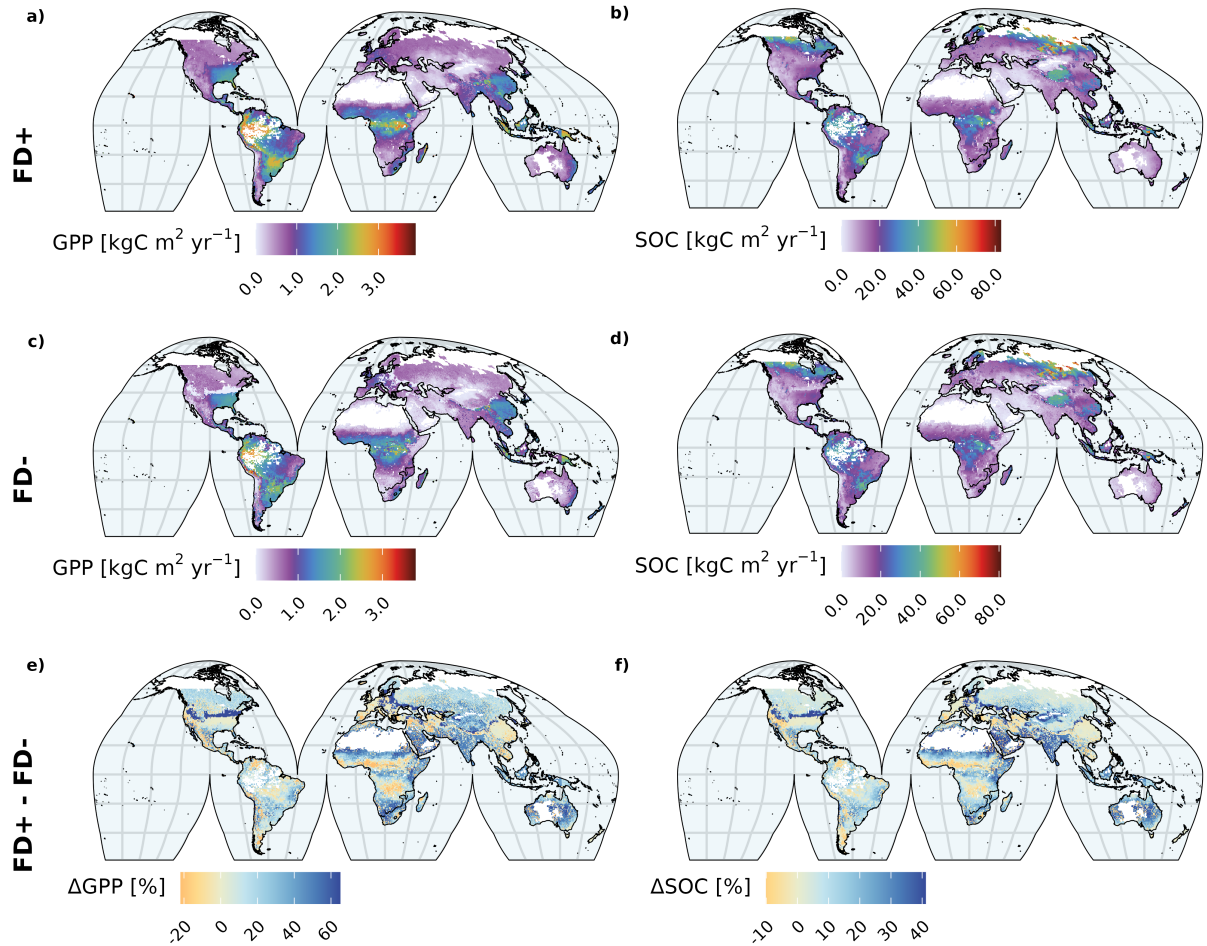 a)
b)
FD+
GPP [kgC m² yr⁻¹]
0.0 1.0 2.0 3.0
SOC [kgC m² yr⁻¹]
0.0 20.0 40.0 60.0 80.0
c)
d)
FD-
GPP [kgC m² yr⁻¹]
0.0 1.0 2.0 3.0
SOC [kgC m² yr⁻¹]
0.0 20.0 40.0 60.0 80.0
e)
f)
FD+ - FD-
ΔGPP [%]
-20 0 20 40 60
ΔSOC [%]
-10 0 10 20 30 40